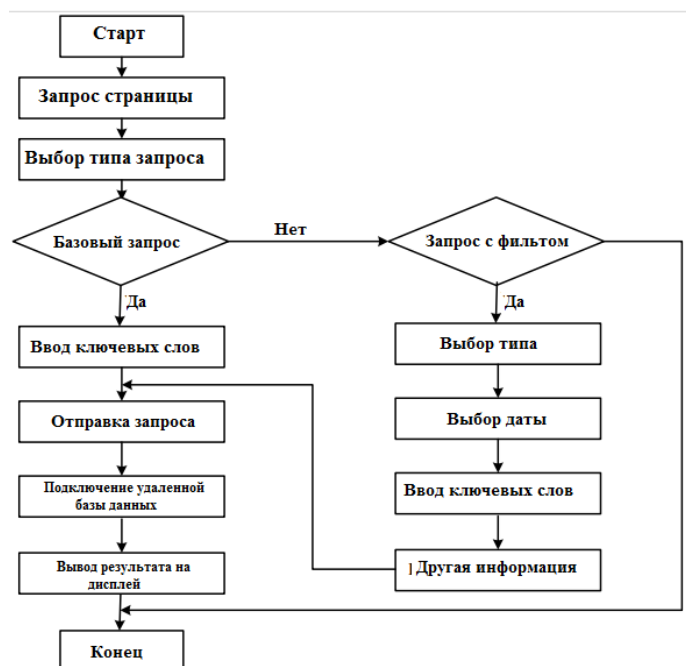 Старт
Запрос страницы
Выбор типа запроса
Базовый запрос
Нет
Запрос с фильтом
Да
Да
Ввод ключевых слов
Выбор типа
Отправка запроса
Выбор даты
Подключение удаленной
базы данных
Ввод ключевых слов
Вывод результата на
дисплей
] Другая информация
Конец